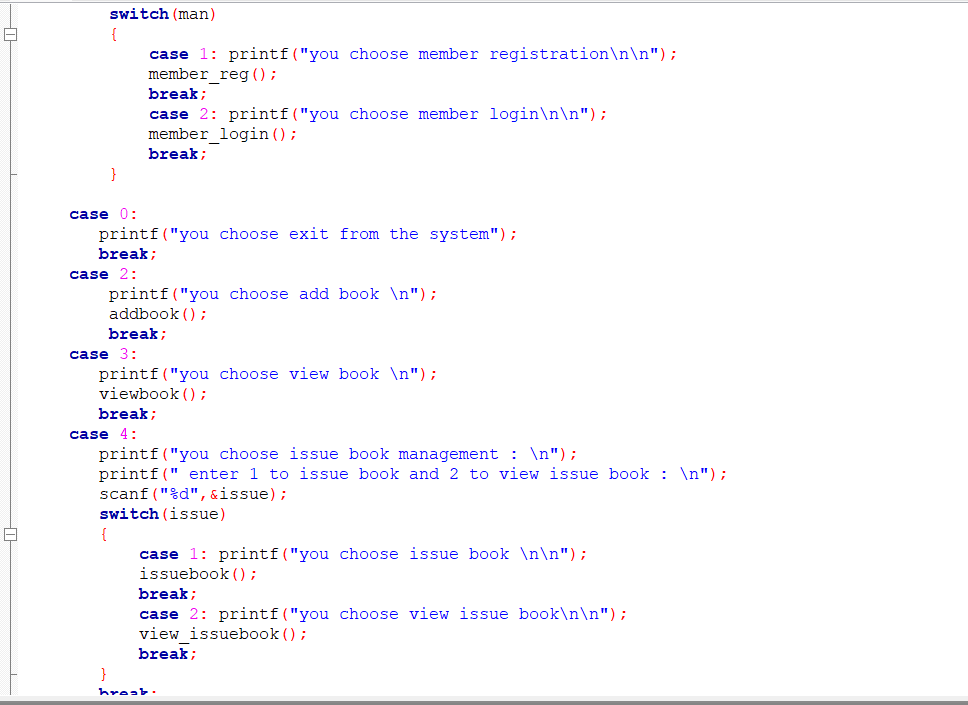 switch(man)
{
case 1: printf("you choose member registration\n\n");
member_reg();
break;
case 2: printf("you choose member login\n\n");
member_login();
break;
}
case 0:
printf("you choose exit from the system");
break;
case 2:
printf("you choose add book \n");
addbook();
break;
case 3:
printf("you choose view book \n");
viewbook();
break;
case 4:
printf("you choose issue book management : \n");
printf(" enter 1 to issue book and 2 to view issue book : \n");
scanf("%d",&issue);
switch(issue)
{
case 1: printf("you choose issue book \n\n");
issuebook();
break;
case 2: printf("you choose view issue book\n\n");
view_issuebook();
break;
}
break;